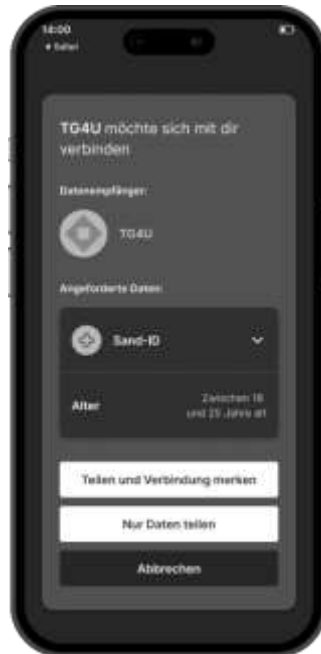 14:00
Safari
TG4U möchte sich mit dir
verbinden
Datenempfänger:
TG4U
Angeforderte Daten:
Sand-ID
Alter
Zwischen 18
und 25 Jahre alt
Teilen und Verbindung merken
Nur Daten teilen
Abbrechen